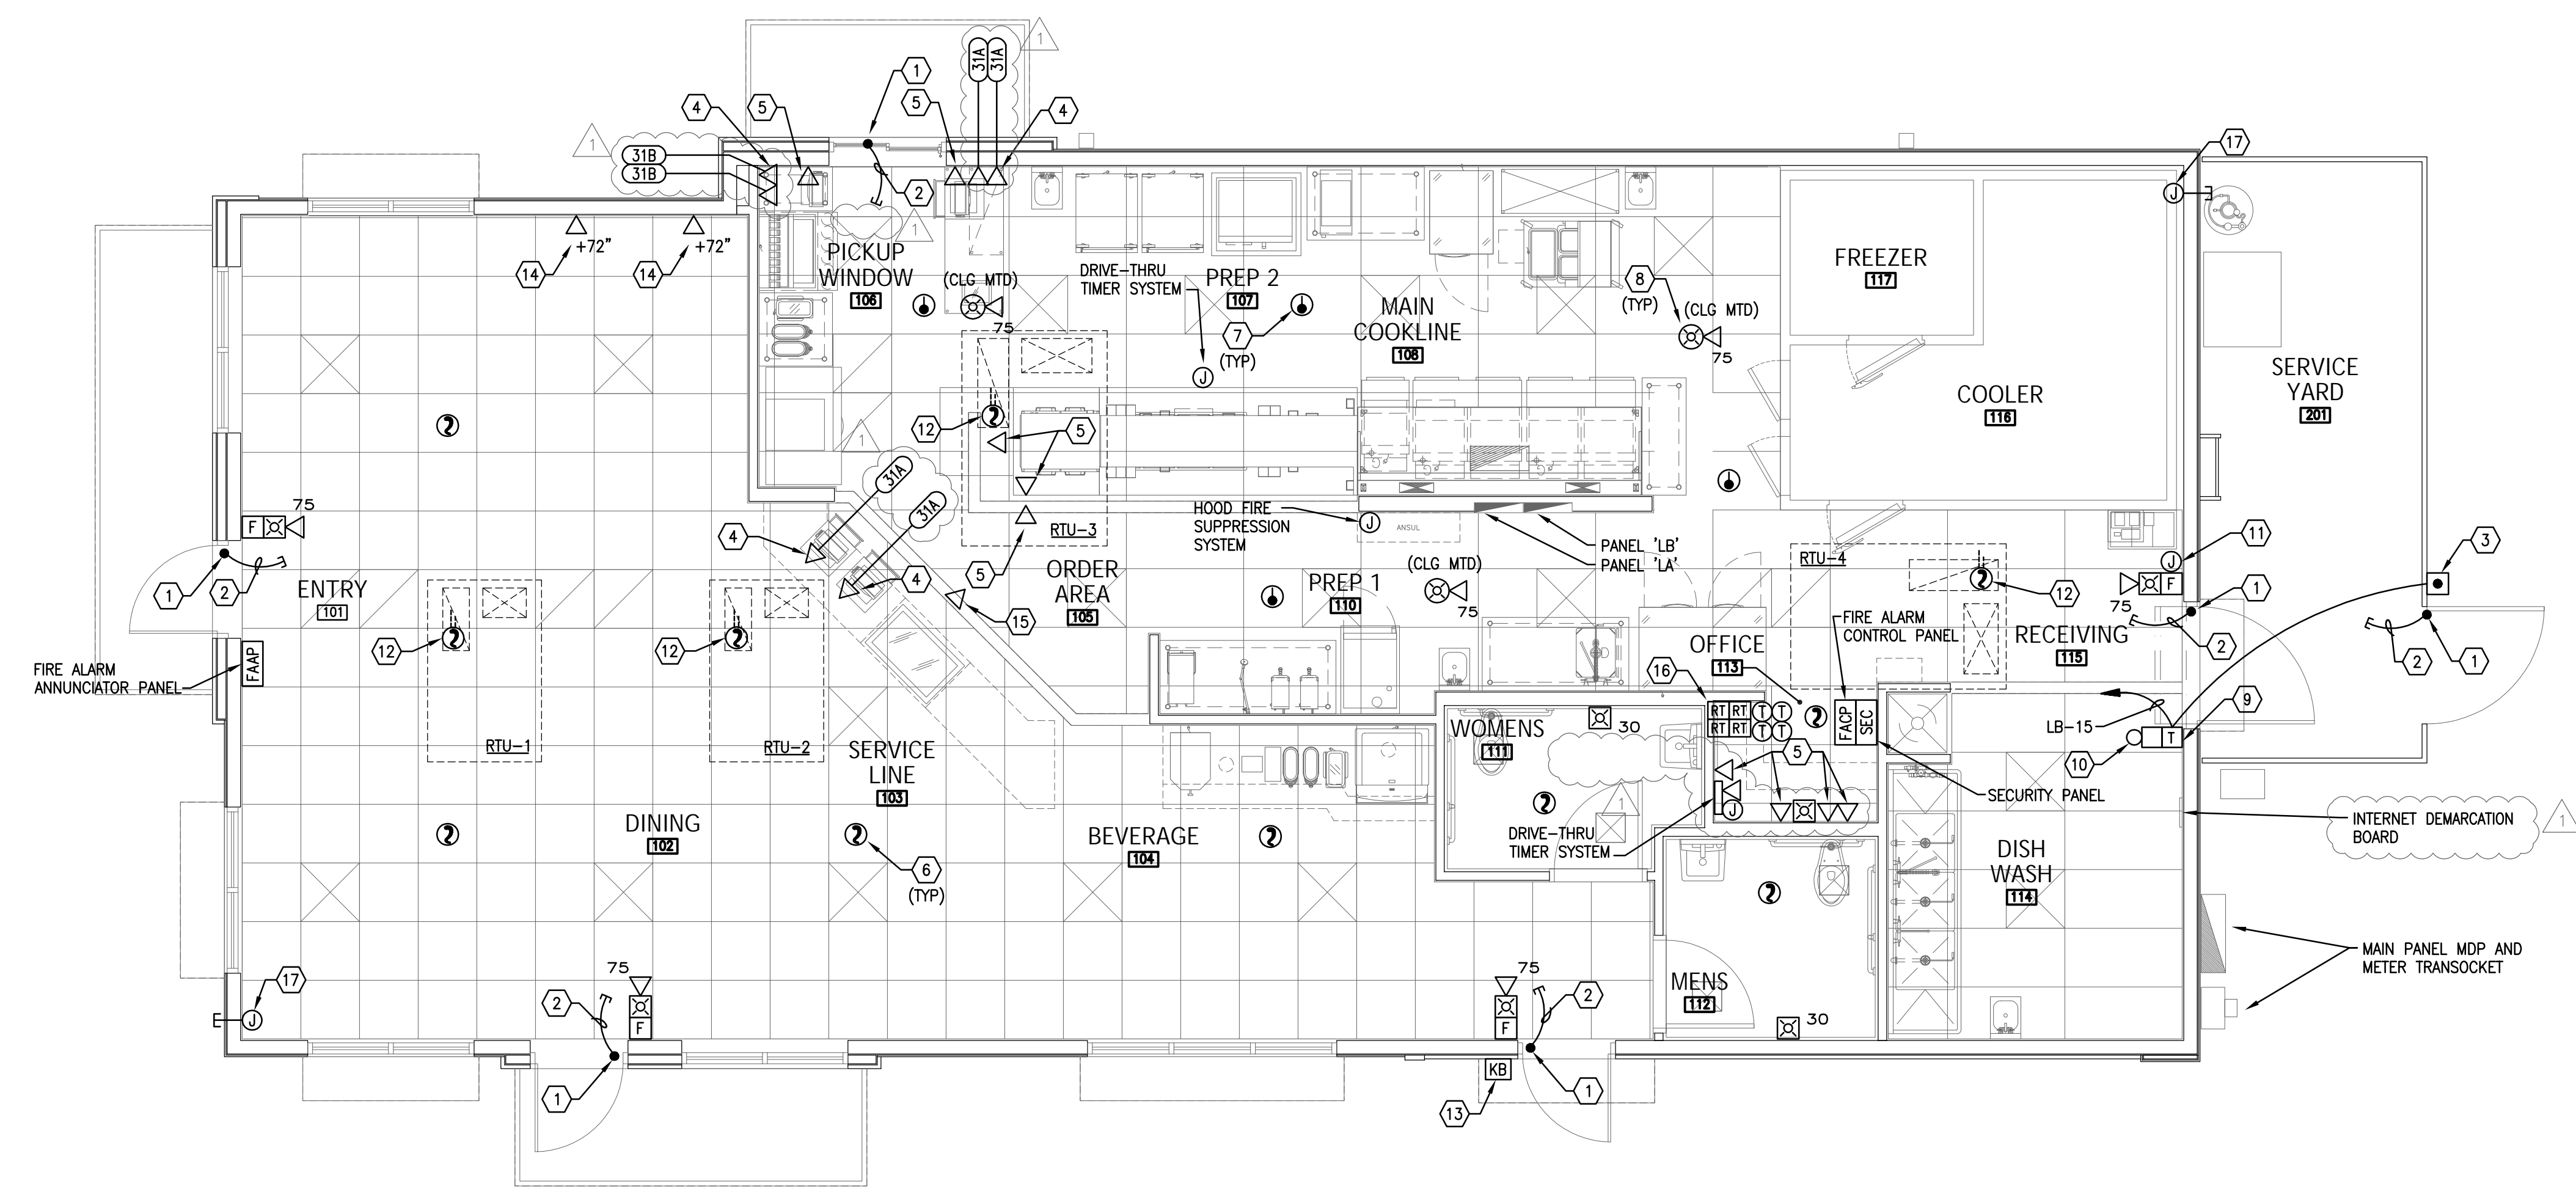 1
31A
31A
1
4
5
5
4
1
31B
31B
2
17
J
+72"
+72"
14
14
PICKUP
WINDOW
106
1
(CLG MTD)
75
DRIVE-THRU
TIMER SYSTEM
PREP 2
107
7
(TYP)
J
MAIN
COOKLINE
108
8
(TYP)
(CLG MTD)
75
FREEZER
117
COOLER
116
SERVICE
YARD
201
12
5
1
31A
31A
RTU-3
HOOD FIRE
SUPPRESSION
SYSTEM
J
ANSUL
PANEL 'LB'
PANEL 'LA'
75
F
4
4
5
15
1
2
ENTRY
101
ORDER
AREA
105
PREP 1
110
(CLG MTD)
75
RTU-4
12
J
11
F
75
3
1
2
2
1
RECEIVING
115
FIRE ALARM
CONTROL PANEL
OFFICE
113
16
RT
RT
T
T
RT
RT
T
T
FACP
SEC
FIRE ALARM
ANNUNCIATOR PANEL
FAAP
12
12
RTU-1
RTU-2
SERVICE
LINE
103
WOMENS
111
30
5
LB-15
9
T
10
SECURITY PANEL
1
J
DRIVE-THRU
TIMER SYSTEM
INTERNET DEMARCATION
BOARD
1
DINING
102
BEVERAGE
104
6
(TYP)
DISH
WASH
114
MAIN PANEL MDP AND
METER TRANSOCKET
MENS
112
30
17
J
2
75
F
75
F
2
1
KB
13
1